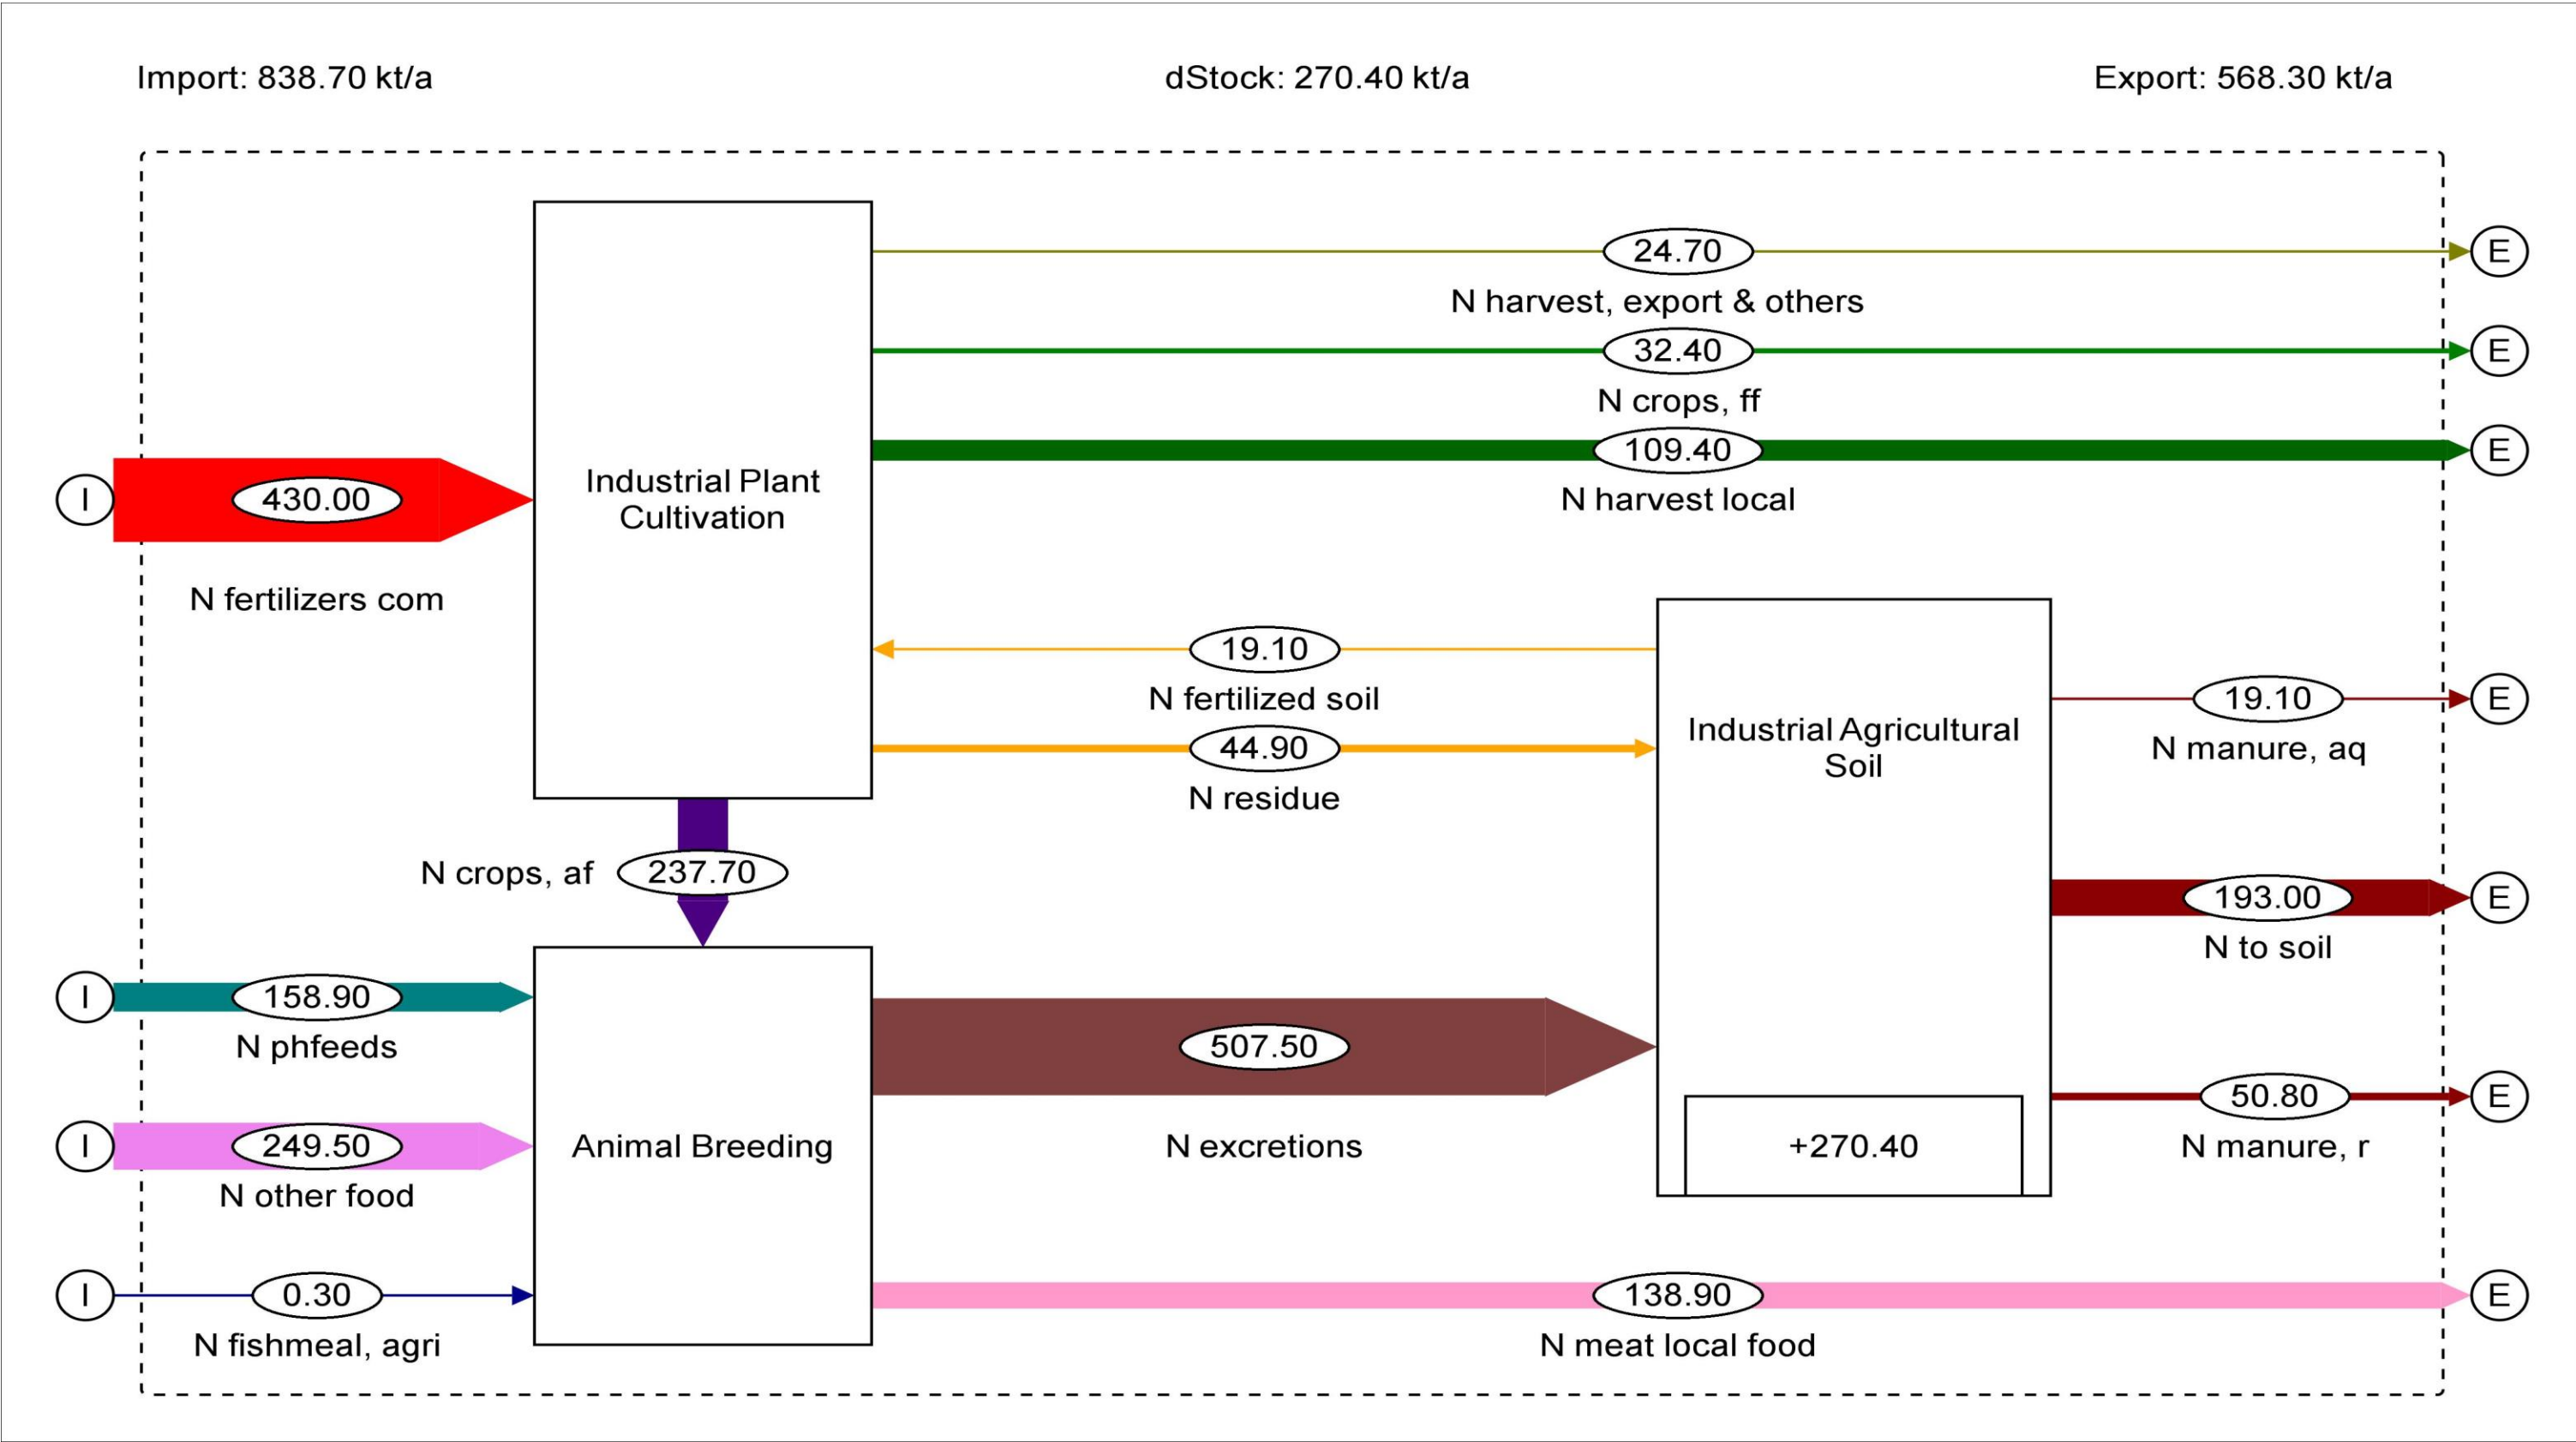 Import: 838.70 kt/a
dStock: 270.40 kt/a
Export: 568.30 kt/a
24.70
E
N harvest, export & others
32.40
E
N crops, ff
109.40
E
N harvest local
I
430.00
N fertilizers com
Industrial Plant
Cultivation
19.10
N fertilized soil
44.90
N residue
Industrial Agricultural
Soil
19.10
E
N manure, aq
N crops, af
237.70
193.00
E
N to soil
I
158.90
N phfeeds
507.50
N excretions
50.80
E
N manure, r
I
249.50
N other food
Animal Breeding
+270.40
I
0.30
N fishmeal, agri
138.90
E
N meat local food